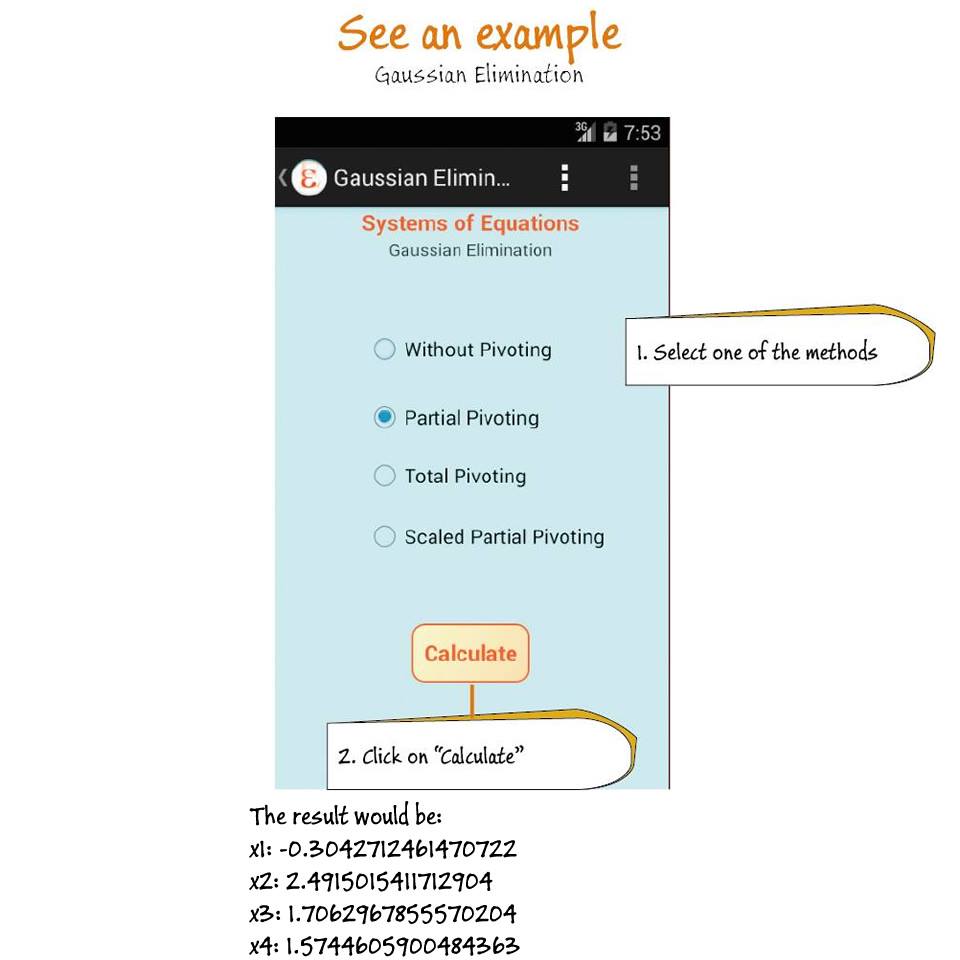 See an example
Gaussian Elimination
3G 7:53
Gaussian Elimin...
Systems of Equations
Gaussian Elimination
Without Pivoting
1. Select one of the methods
Partial Pivoting
Total Pivoting
Scaled Partial Pivoting
Calculate
2. Click on “Calculate”
The result would be:
x1: -0.3042712461470722
x2: 2.4915015411712904
x3: 1.7062967855570204
x4: 1.5744605900484363